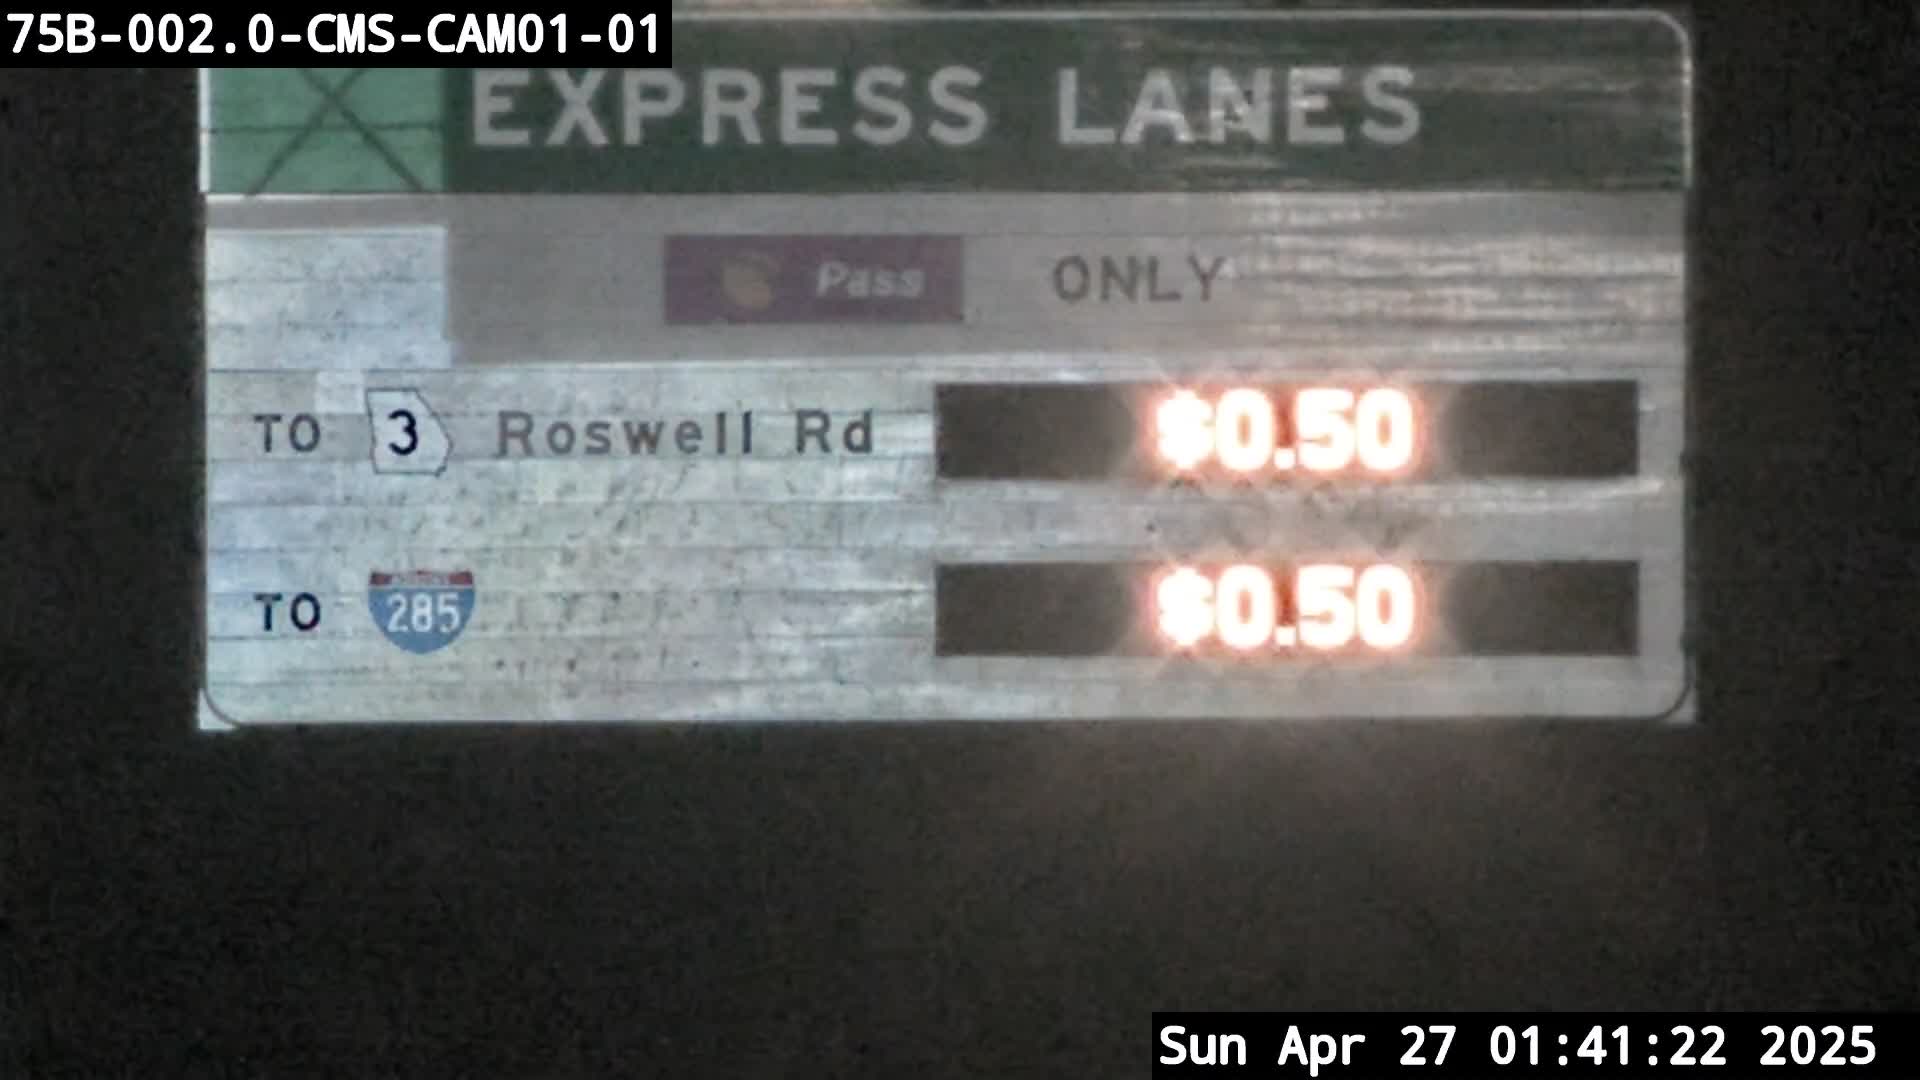 75B-002.0-CMS-CAM01-01
EXPRESS LANES
Pass ONLY
TO 3 Roswell Rd $0.50
TO 285 $0.50
Sun Apr 27 01:41:22 2025